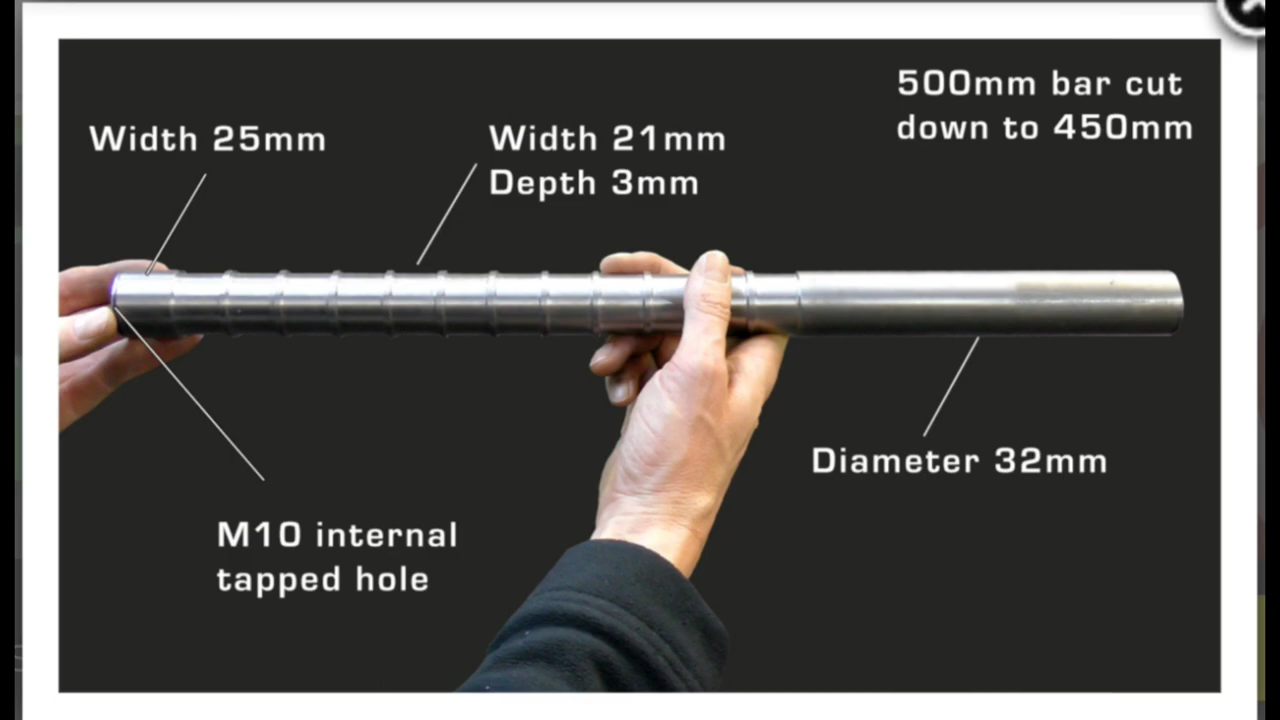 500mm bar cut
down to 450mm
Width 25mm
Width 21mm
Depth 3mm
Diameter 32mm
M10 internal
tapped hole